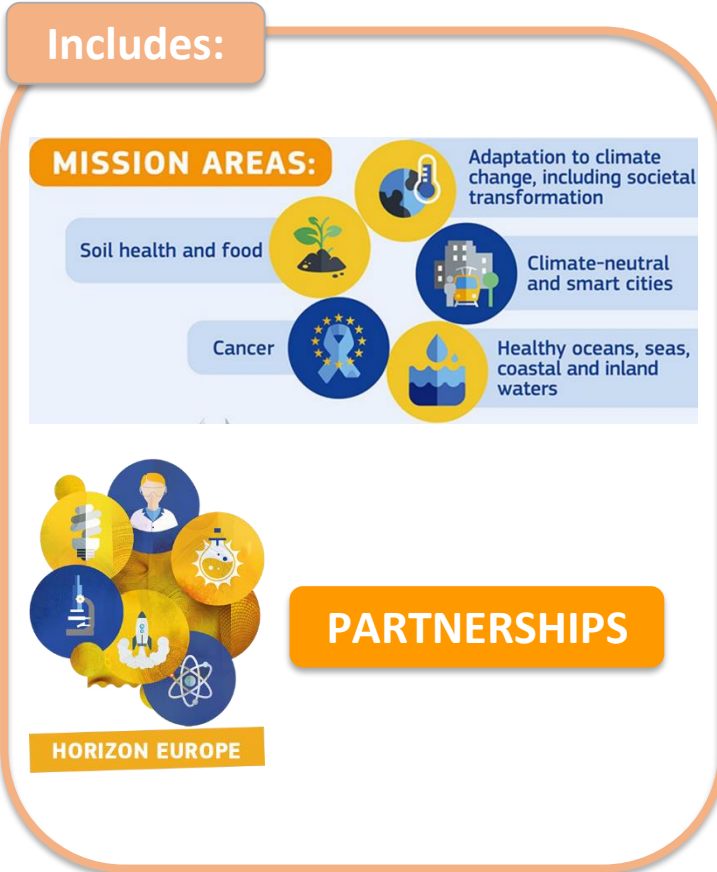 Includes:
MISSION AREAS:
Adaptation to climate
change, including societal
transformation
Soil health and food
Climate-neutral
and smart cities
Cancer
Healthy oceans, seas,
coastal and inland
waters
PARTNERSHIPS
HORIZON EUROPE